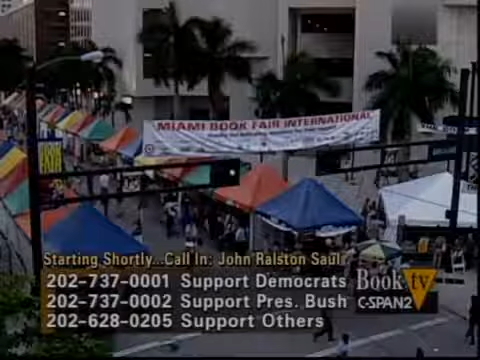 MIAMI BOOK FAIR INTERNATIONAL
Starting Shortly...Call In: John Ralston Saul
202-737-0001 Support Democrats
202-737-0002 Support Pres. Bush
202-628-0205 Support Others
Book tv
C-SPAN2